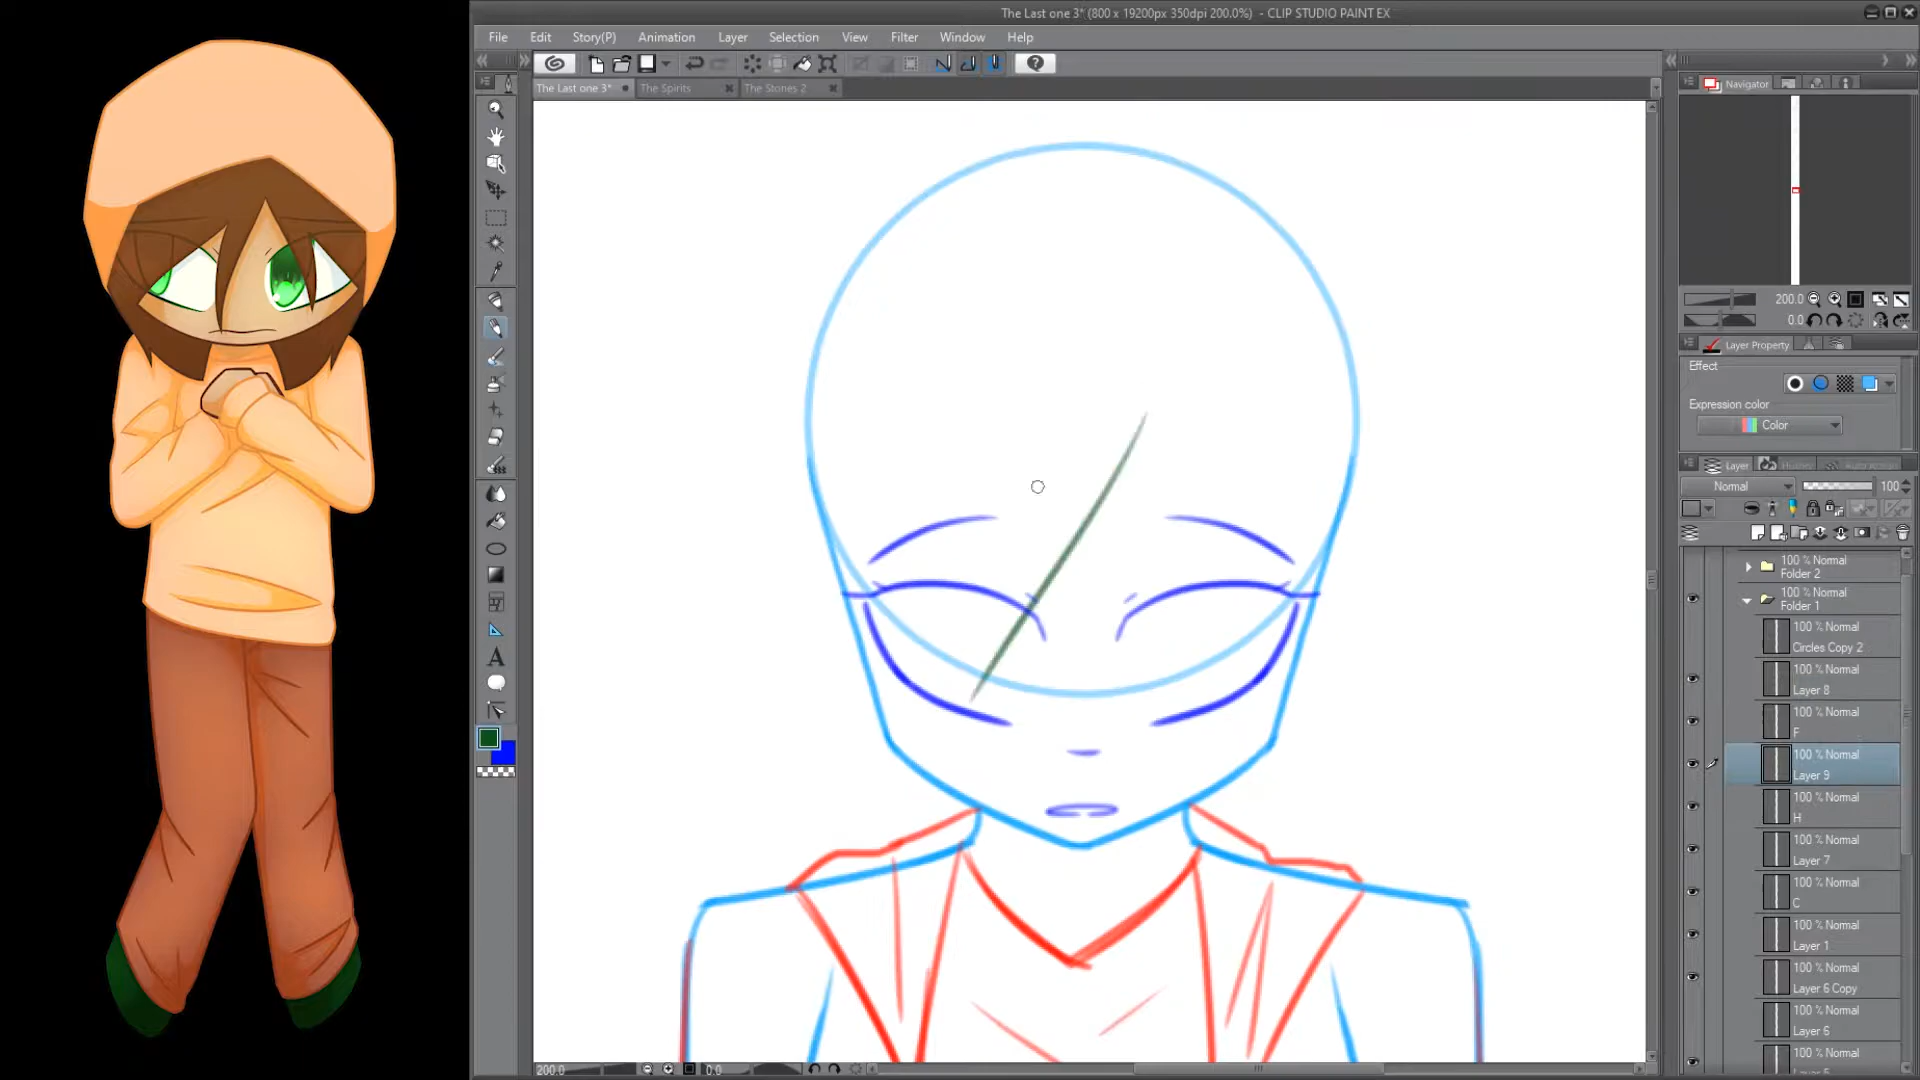 The Last one 3* (800 x 19200px 350dpi 200.0%) - CLIP STUDIO PAINT EX
File Edit Story(P) Animation Layer Selection View Filter Window Help
The Last one 3* The Spirits The Stones 2
Navigator
200.0
0.0
Layer Property
Effect
Expression color
Color
Layer
Normal 100
100 % Normal
Folder 2
100 % Normal
Folder 1
100 % Normal
Circles Copy 2
100 % Normal
Layer 8
100 % Normal
F
100 % Normal
Layer 9
100 % Normal
H
100 % Normal
Layer 7
100 % Normal
C
100 % Normal
Layer 1
100 % Normal
Layer 6 Copy
100 % Normal
Layer 6
100 % Normal
200.0 0.0